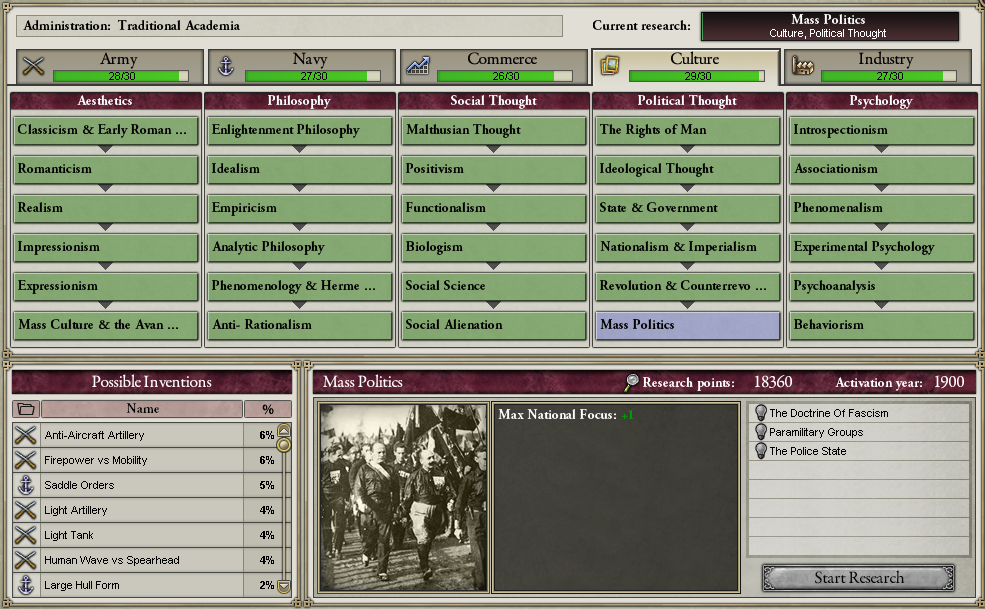 Administration: Traditional Academia
Current research:
Mass Politics
Culture, Political Thought
Army
28/30
Navy
27/30
Commerce
26/30
Culture
29/30
Industry
27/30
Aesthetics
Philosophy
Social Thought
Political Thought
Psychology
Classicism & Early Roman ...
Enlightenment Philosophy
Malthusian Thought
The Rights of Man
Introspectionism
Romanticism
Idealism
Positivism
Ideological Thought
Associationism
Realism
Empiricism
Functionalism
State & Government
Phenomenalism
Impressionism
Analytic Philosophy
Biologism
Nationalism & Imperialism
Experimental Psychology
Expressionism
Phenomenology & Herme ...
Social Science
Revolution & Counterrevo ...
Psychoanalysis
Mass Culture & the Avan ...
Anti- Rationalism
Social Alienation
Mass Politics
Behaviorism
Possible Inventions
Name
%
Anti-Aircraft Artillery 6%
Firepower vs Mobility 6%
Saddle Orders 5%
Light Artillery 4%
Light Tank 4%
Human Wave vs Spearhead 4%
Large Hull Form 2%
Mass Politics
Research points: 18360
Activation year: 1900
Max National Focus: +1
The Doctrine Of Fascism
Paramilitary Groups
The Police State
Start Research